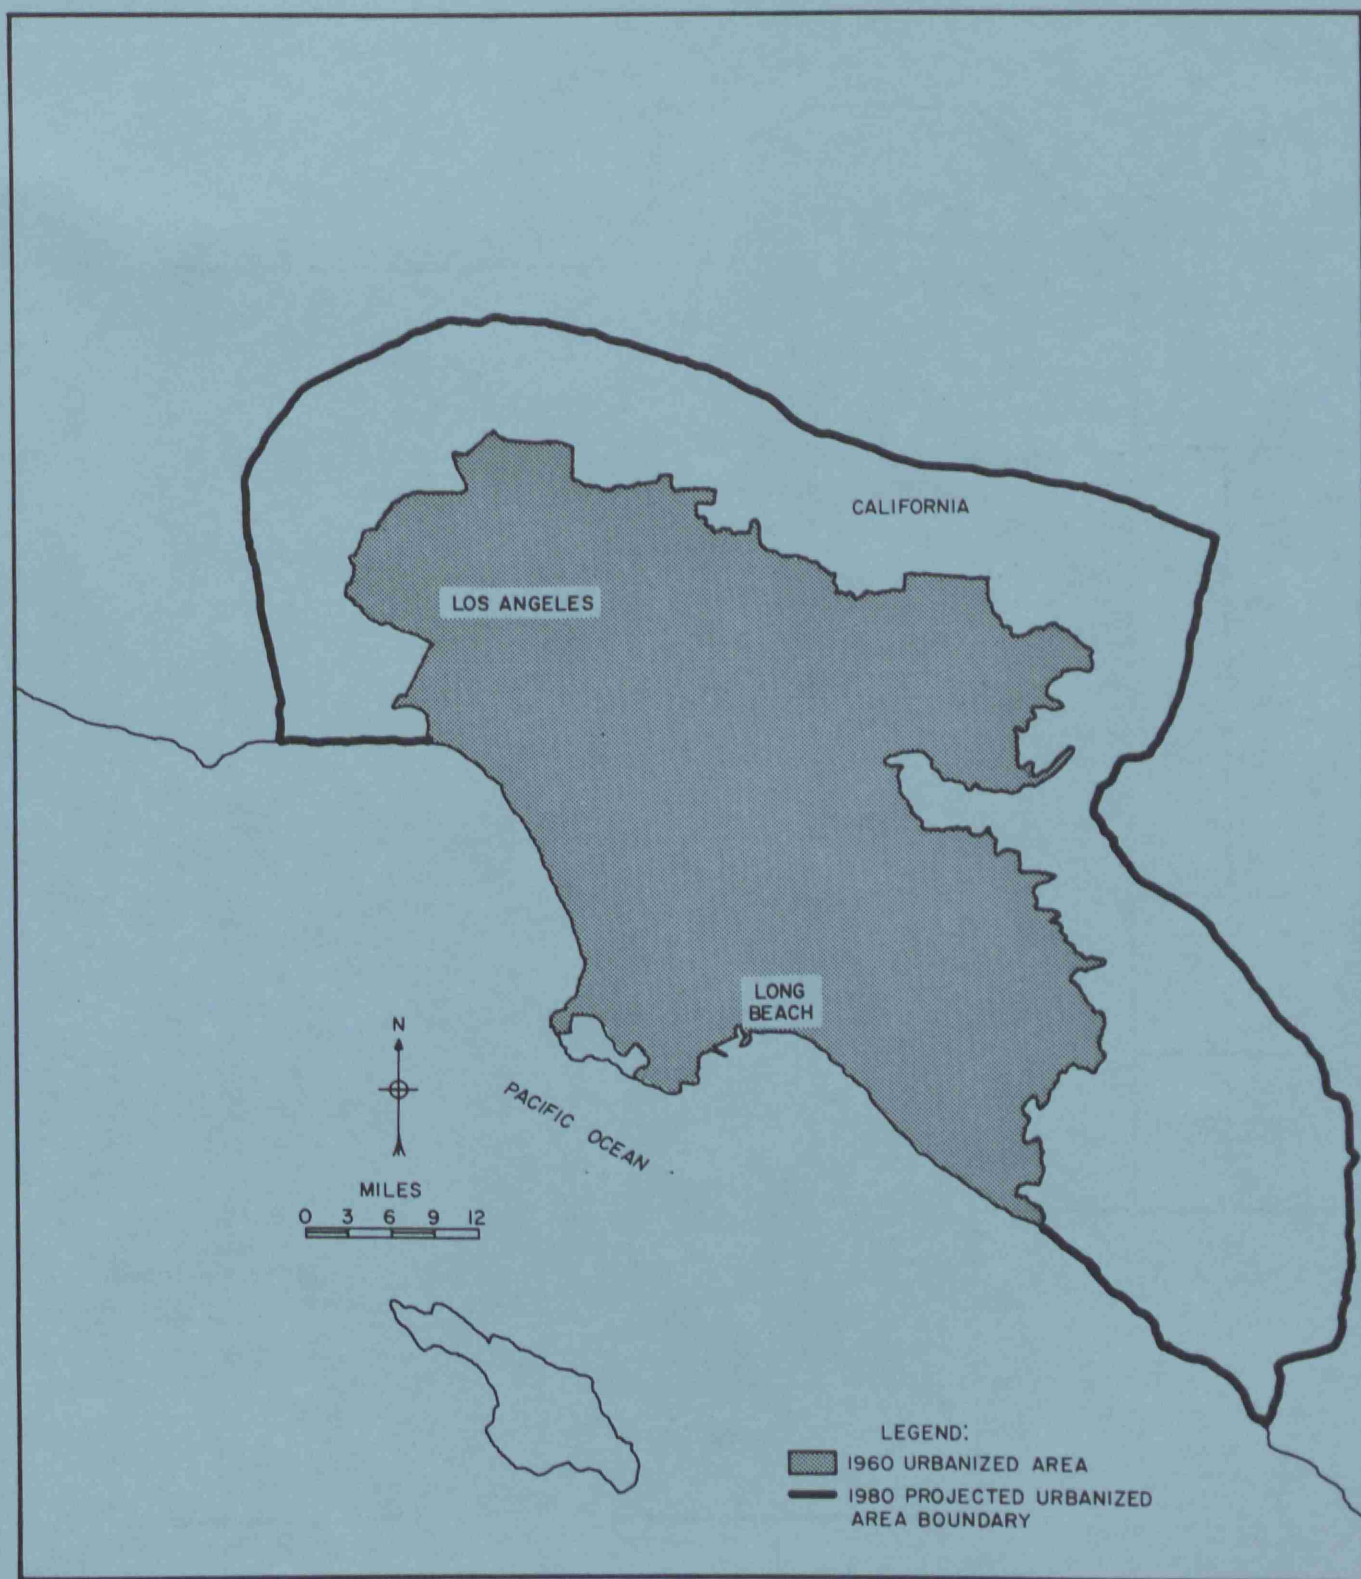 CALIFORNIA
LOS ANGELES
LONG
BEACH
N
PACIFIC OCEAN
MILES
0 3 6 9 12
LEGEND:
1960 URBANIZED AREA
1980 PROJECTED URBANIZED
AREA BOUNDARY